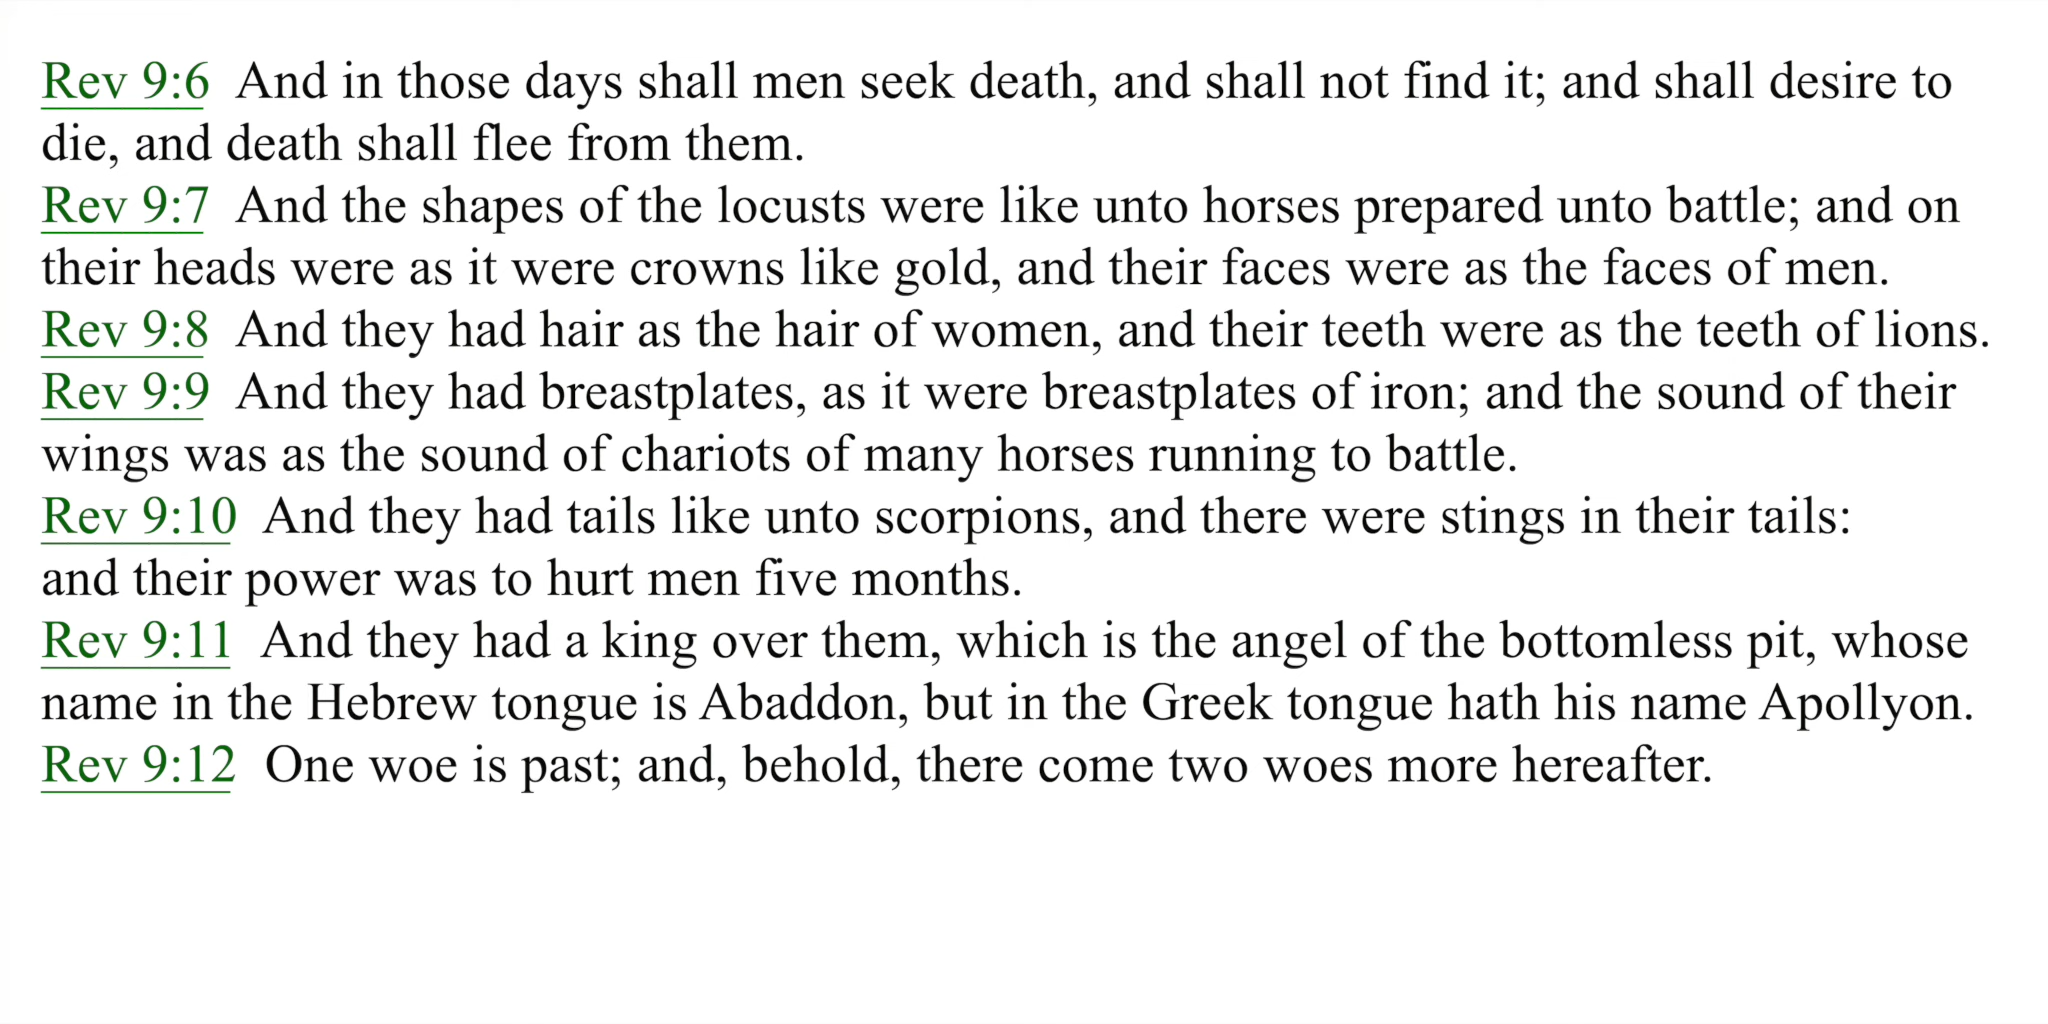 Rev 9:6  And in those days shall men seek death, and shall not find it; and shall desire to
die, and death shall flee from them.
Rev 9:7  And the shapes of the locusts were like unto horses prepared unto battle; and on
their heads were as it were crowns like gold, and their faces were as the faces of men.
Rev 9:8  And they had hair as the hair of women, and their teeth were as the teeth of lions.
Rev 9:9  And they had breastplates, as it were breastplates of iron; and the sound of their
wings was as the sound of chariots of many horses running to battle.
Rev 9:10  And they had tails like unto scorpions, and there were stings in their tails:
and their power was to hurt men five months.
Rev 9:11  And they had a king over them, which is the angel of the bottomless pit, whose
name in the Hebrew tongue is Abaddon, but in the Greek tongue hath his name Apollyon.
Rev 9:12  One woe is past; and, behold, there come two woes more hereafter.